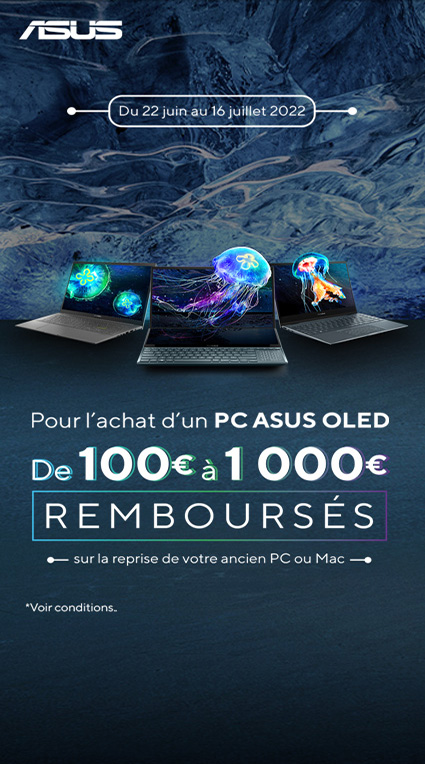 ASUS
Du 22 juin au 16 juillet 2022
Pour l'achat d'un PC ASUS OLED
De 100€ à 1 000€
REMBOURSÉS
sur la reprise de votre ancien PC ou Mac
*Voir conditions..